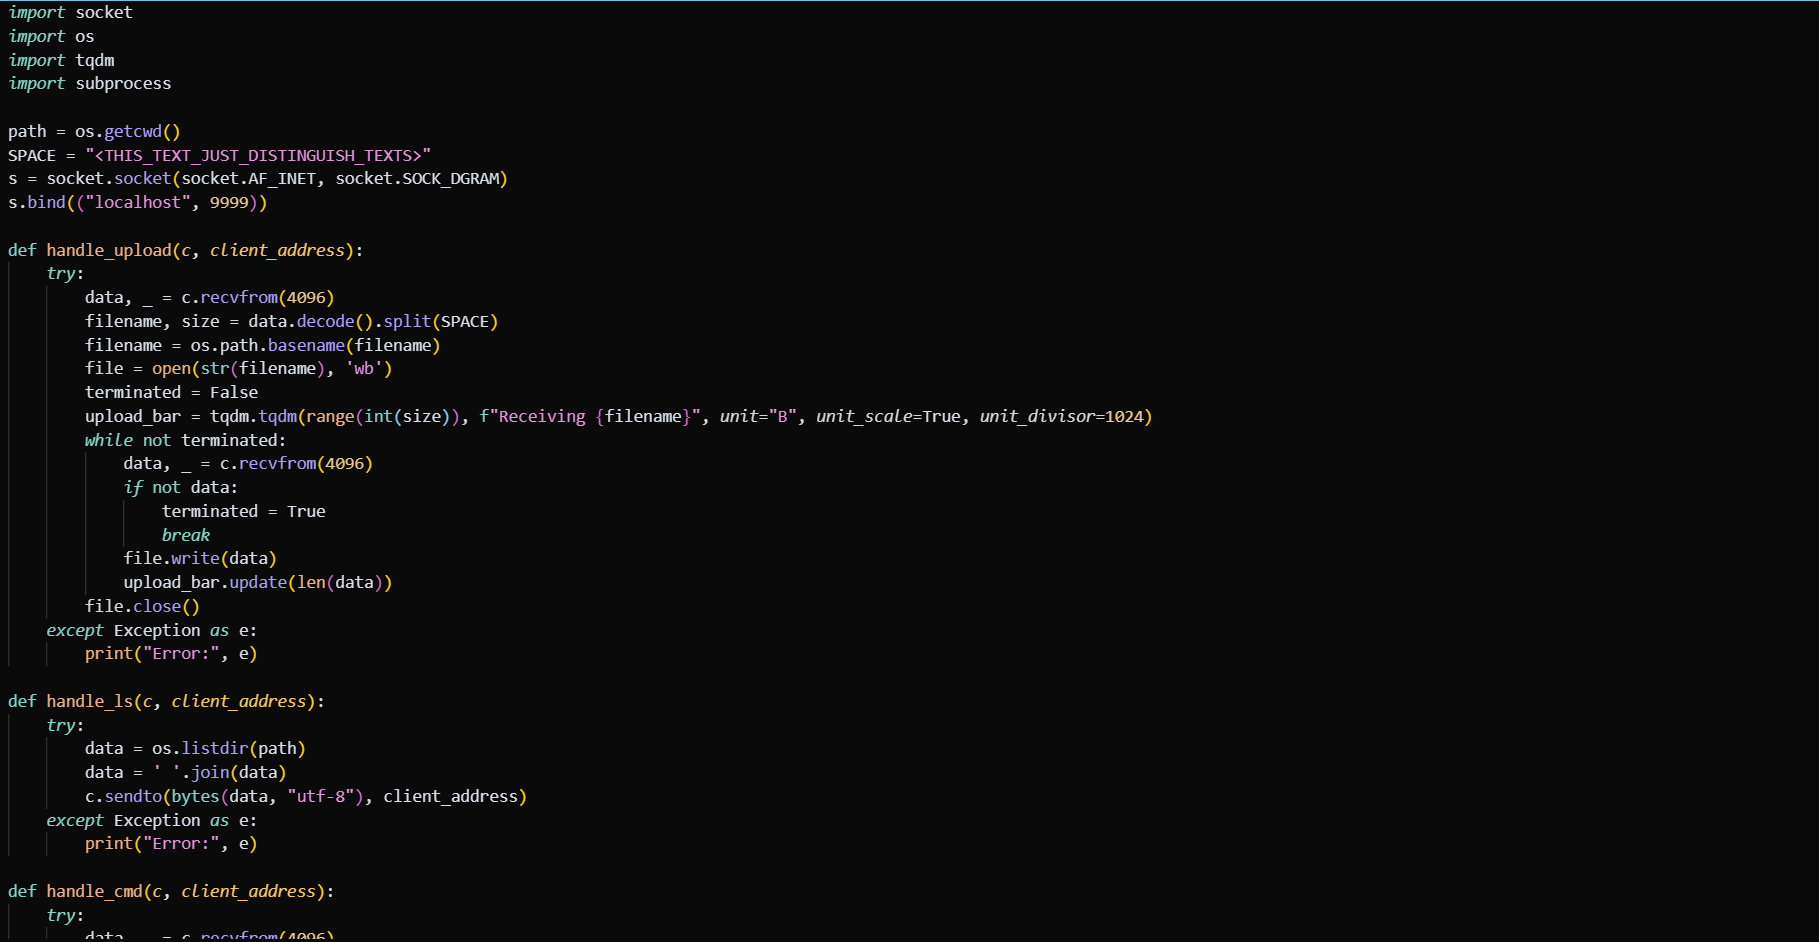 import socket
import os
import tqdm
import subprocess

path = os.getcwd()
SPACE = "<THIS_TEXT_JUST_DISTINGUISH_TEXTS>"
s = socket.socket(socket.AF_INET, socket.SOCK_DGRAM)
s.bind(("localhost", 9999))

def handle_upload(c, client_address):
    try:
        data, _ = c.recvfrom(4096)
        filename, size = data.decode().split(SPACE)
        filename = os.path.basename(filename)
        file = open(str(filename), 'wb')
        terminated = False
        upload_bar = tqdm.tqdm(range(int(size)), f"Receiving {filename}", unit="B", unit_scale=True, unit_divisor=1024)
        while not terminated:
            data, _ = c.recvfrom(4096)
            if not data:
                terminated = True
                break
            file.write(data)
            upload_bar.update(len(data))
        file.close()
    except Exception as e:
        print("Error:", e)

def handle_ls(c, client_address):
    try:
        data = os.listdir(path)
        data = ' '.join(data)
        c.sendto(bytes(data, "utf-8"), client_address)
    except Exception as e:
        print("Error:", e)

def handle_cmd(c, client_address):
    try:
        data, _ = c.recvfrom(4096)